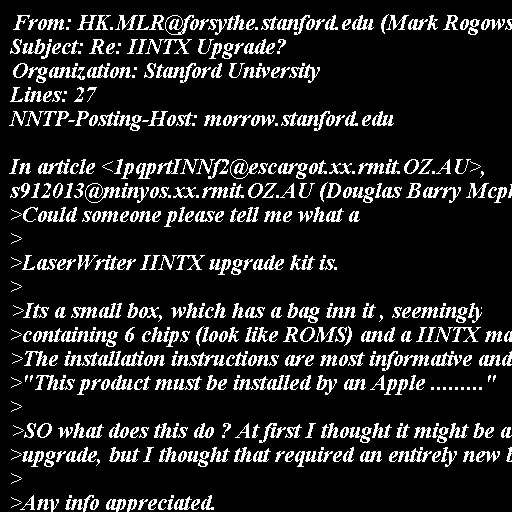 From: HK.MLR@forsythe.stanford.edu (Mark Rogows
Subject: Re: IINTX Upgrade?
Organization: Stanford University
Lines: 27
NNTP-Posting-Host: morrow.stanford.edu

In article <1pqprtINNf2@escargot.xx.rmit.OZ.AU>,
s912013@minyos.xx.rmit.OZ.AU (Douglas Barry Mcph
>Could someone please tell me what a
>
>LaserWriter IINTX upgrade kit is.
>
>Its a small box, which has a bag inn it , seemingly
>containing 6 chips (look like ROMS) and a IINTX ma
>The installation instructions are most informative and
>"This product must be installed by an Apple ........."
>
>SO what does this do ? At first I thought it might be a
>upgrade, but I thought that required an entirely new b
>
>Any info appreciated.